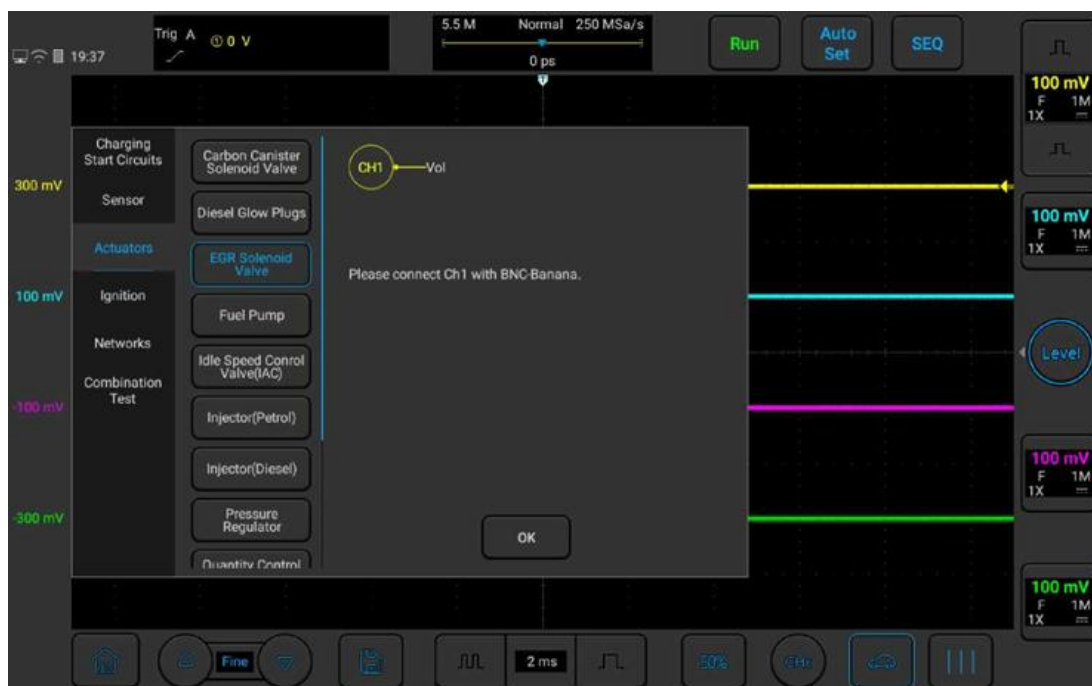 19:37
Trig A ① 0 V
5.5 M Normal 250 MSa/s
0 ps
T
Run
Auto
Set
SEQ
100 mV
F 1M
1X
300 mV
100 mV
-100 mV
-300 mV
Charging
Start Circuits
Sensor
Actuators
Ignition
Networks
Combination
Test
Carbon Canister
Solenoid Valve
Diesel Glow Plugs
EGR Solenoid
Valve
Fuel Pump
Idle Speed Conrol
Valve(IAC)
Injector(Petrol)
Injector(Diesel)
Pressure
Regulator
Quantity Control
CH1 Vol
Please connect Ch1 with BNC-Banana.
OK
100 mV
F 1M
1X
Level
100 mV
F 1M
1X
100 mV
F 1M
1X
Fine
2 ms
50%